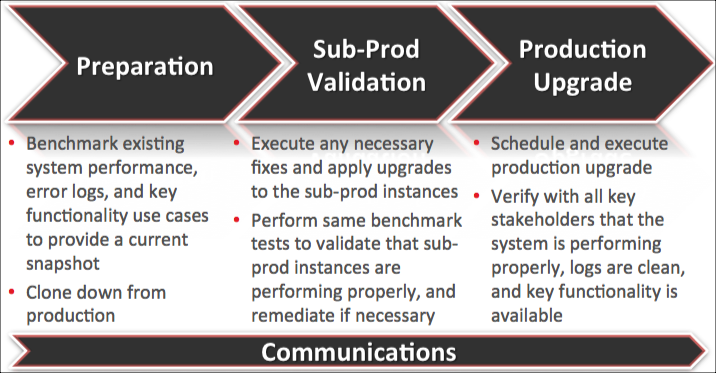 Preparation
Sub-Prod
Validation
Production
Upgrade
• Benchmark existing
system performance,
error logs, and key
functionality use cases
to provide a current
snapshot
• Clone down from
production
• Execute any necessary
fixes and apply upgrades
to the sub-prod instances
• Perform same benchmark
tests to validate that sub-
prod instances are
performing properly, and
remediate if necessary
• Schedule and execute
production upgrade
• Verify with all key
stakeholders that the
system is performing
properly, logs are clean,
and key functionality is
available
Communications